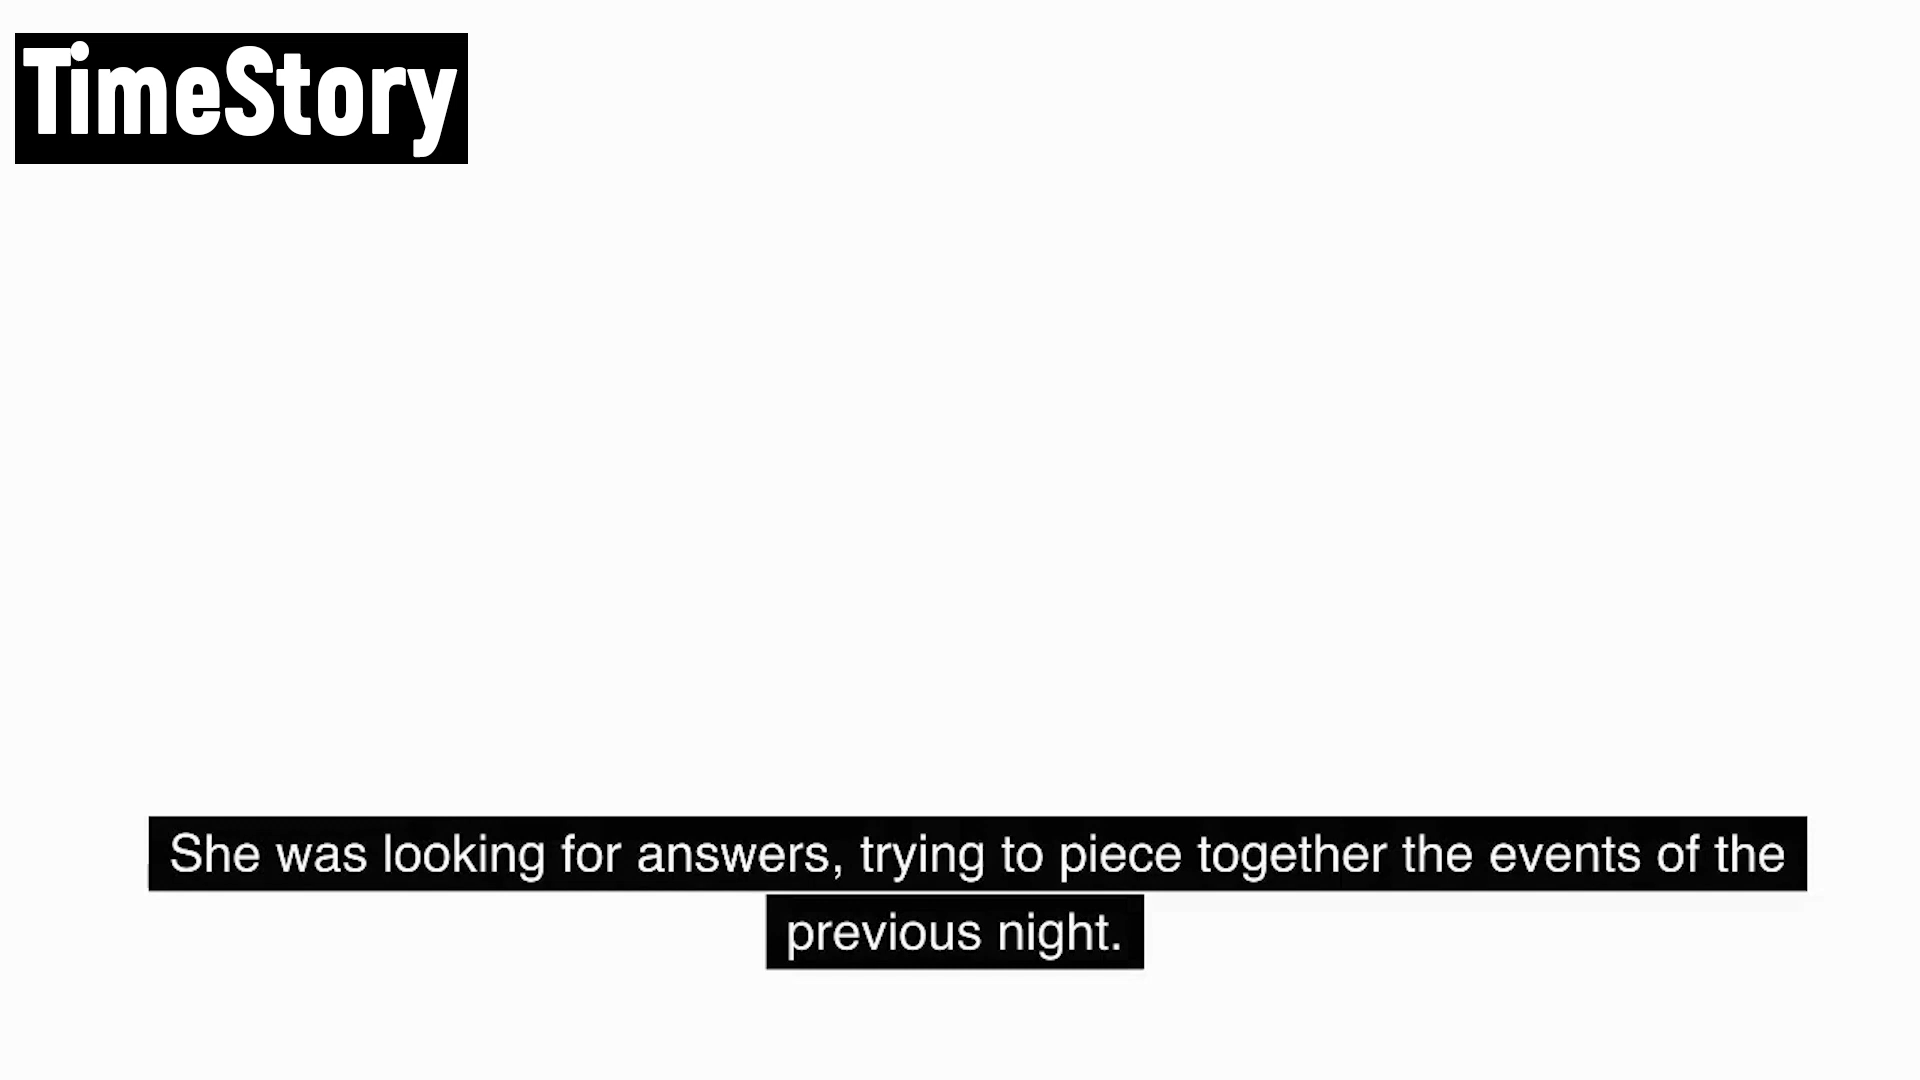 TimeStory
She was looking for answers, trying to piece together the events of the
previous night.